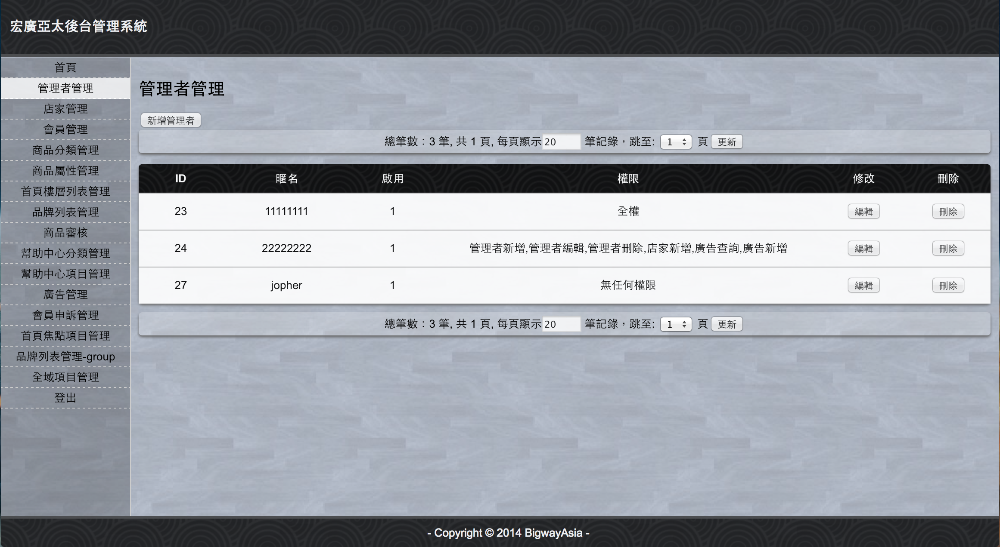 宏廣亞太後台管理系統
首頁
管理者管理
店家管理
會員管理
商品分類管理
商品屬性管理
首頁樓層列表管理
品牌列表管理
商品審核
幫助中心分類管理
幫助中心項目管理
廣告管理
會員申訴管理
首頁焦點項目管理
品牌列表管理-group
全域項目管理
登出
管理者管理
新增管理者
總筆數：3 筆, 共 1 頁, 每頁顯示 20 筆記錄，跳至: 1 頁 更新
ID 暱名 啟用 權限 修改 刪除
23 11111111 1 全權 編輯 刪除
24 22222222 1 管理者新增,管理者編輯,管理者刪除,店家新增,廣告查詢,廣告新增 編輯 刪除
27 jopher 1 無任何權限 編輯 刪除
總筆數：3 筆, 共 1 頁, 每頁顯示 20 筆記錄，跳至: 1 頁 更新
- Copyright © 2014 BigwayAsia -